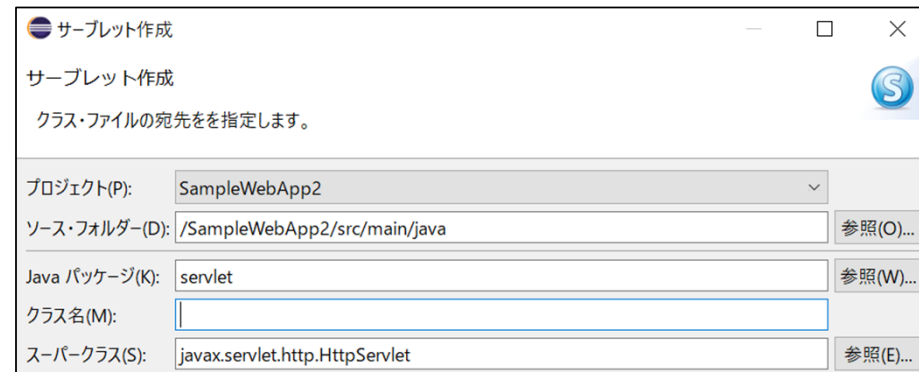 サーブレット作成
サーブレット作成
クラス・ファイルの宛先をを指定します。
プロジェクト(P): SampleWebApp2
ソース・フォルダー(D): /SampleWebApp2/src/main/java 参照(O)...
Java パッケージ(K): servlet 参照(W)...
クラス名(M):
スーパークラス(S): javax.servlet.http.HttpServlet 参照(E)...